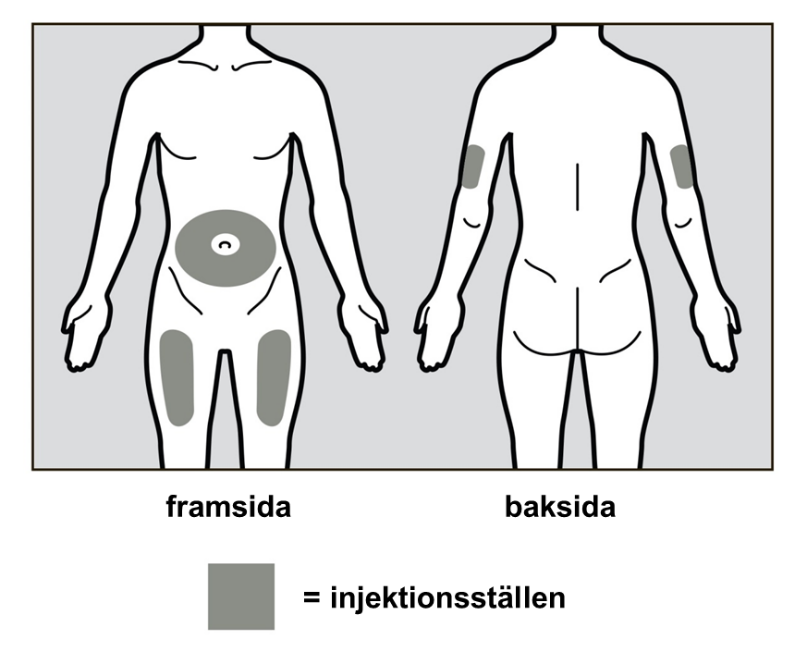 framsida
baksida
= injektionsställen